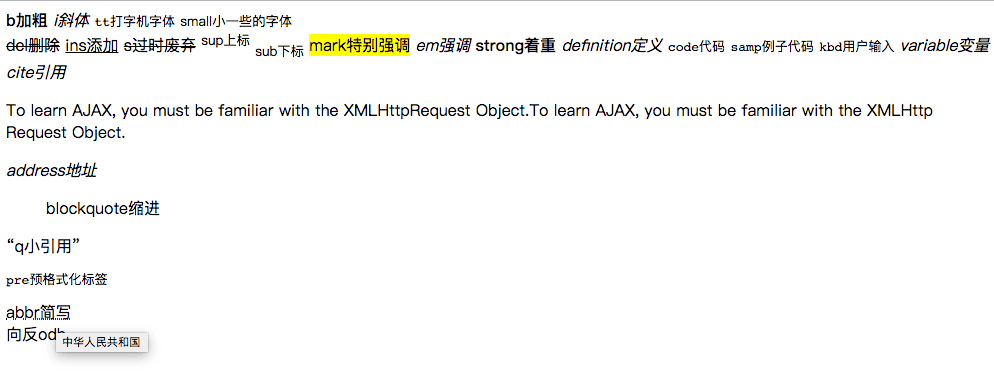 b加粗 i斜体 tt打字机字体 small小一些的字体
del删除 ins添加 s过时废弃 sup上标 sub下标 mark特别强调 em强调 strong着重 definition定义 code代码 samp例子代码 kbd用户输入 variable变量
cite引用
To learn AJAX, you must be familiar with the XMLHttpRequest Object.To learn AJAX, you must be familiar with the XMLHttp
Request Object.
address地址
blockquote缩进
“q小引用”
pre预格式化标签
abbr简写
向反odb
中华人民共和国